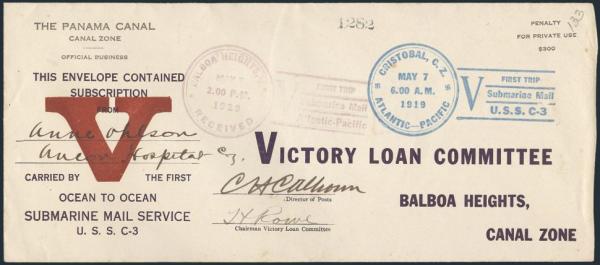 THE PANAMA CANAL
CANAL ZONE
OFFICIAL BUSINESS
1282
PENALTY
FOR PRIVATE USE
$300
133
THIS ENVELOPE CONTAINED
SUBSCRIPTION
FROM
V
Anne Ohlson
Ancon Hospital C.Z.
CARRIED BY THE FIRST
OCEAN TO OCEAN
SUBMARINE MAIL SERVICE
U. S. S. C-3
BALBOA HEIGHTS,
MAY 7
2.00 P.M.
1919
RECEIVED
FIRST TRIP
Submarine Mail
Atlantic-Pacific
CRISTOBAL, C. Z.
MAY 7
6.00 A.M.
1919
ATLANTIC-PACIFIC
V
FIRST TRIP
Submarine Mail
U.S.S. C-3
VICTORY LOAN COMMITTEE
C H Calhoun
Director of Posts
Rowe
Chairman Victory Loan Committee
BALBOA HEIGHTS,
CANAL ZONE